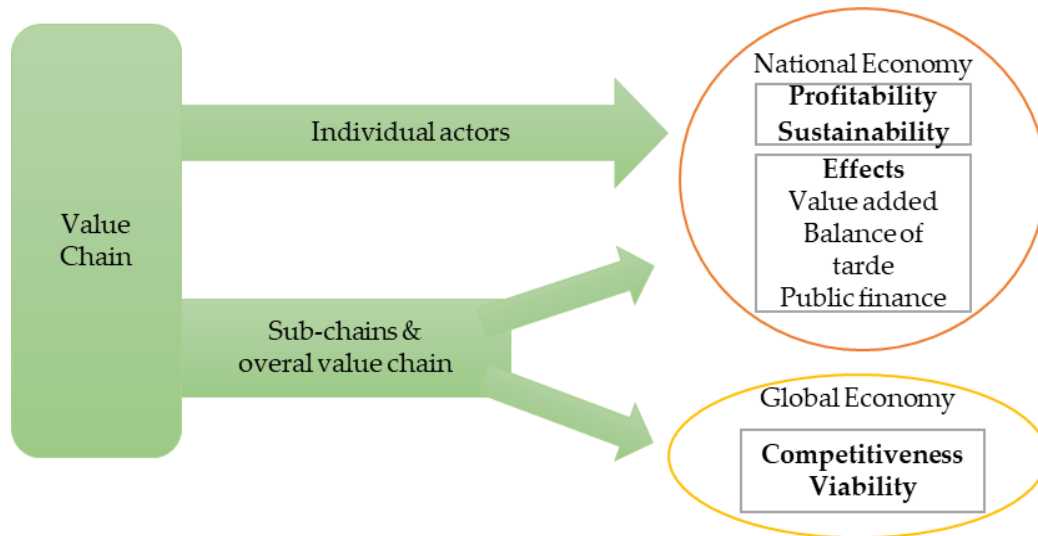 Value
Chain
Individual actors
Sub-chains &
overal value chain
National Economy
Profitability
Sustainability
Effects
Value added
Balance of
tarde
Public finance
Global Economy
Competitiveness
Viability